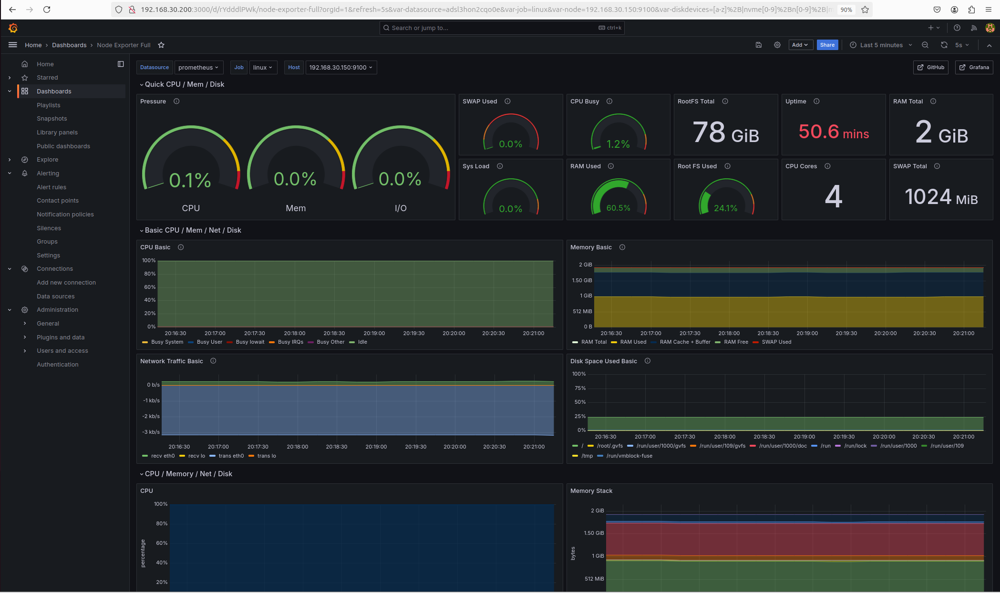 192.168.30.200:3000/d/rYdddlPWk/node-exporter-full?orgId=1&refresh=5s&var-datasource=adsl3hon2cqo0e&var-job=linux&var-node=192.168.30.150:9100&var-diskdevices=[a-z]%2B|nvme[0-9]%2Bn[0-9]%2B| 90%
Search or jump to... ctrl+k
Home › Dashboards › Node Exporter Full Add Share Last 5 minutes 5s
Home
Starred
Dashboards
Playlists
Snapshots
Library panels
Public dashboards
Explore
Alerting
Alert rules
Contact points
Notification policies
Silences
Groups
Settings
Connections
Add new connection
Data sources
Administration
General
Plugins and data
Users and access
Authentication
Datasource prometheus Job linux Host 192.168.30.150:9100 GitHub Grafana
Quick CPU / Mem / Disk
Pressure
0.1% 0.0% 0.0%
CPU Mem I/O
SWAP Used
0.0%
CPU Busy
1.2%
RootFS Total
78 GiB
Uptime
50.6 mins
RAM Total
2 GiB
Sys Load
0.0%
RAM Used
60.5%
Root FS Used
24.1%
CPU Cores
4
SWAP Total
1024 MiB
Basic CPU / Mem / Net / Disk
CPU Basic
100%
80%
60%
40%
20%
0%
20:16:30 20:17:00 20:17:30 20:18:00 20:18:30 20:19:00 20:19:30 20:20:00 20:20:30 20:21:00
Busy System Busy User Busy Iowait Busy IRQs Busy Other Idle
Memory Basic
2 GiB
1.50 GiB
1 GiB
512 MiB
0 B
20:16:30 20:17:00 20:17:30 20:18:00 20:18:30 20:19:00 20:19:30 20:20:00 20:20:30 20:21:00
RAM Total RAM Used RAM Cache + Buffer RAM Free SWAP Used
Network Traffic Basic
0 b/s
-1 kb/s
-2 kb/s
-3 kb/s
20:16:30 20:17:00 20:17:30 20:18:00 20:18:30 20:19:00 20:19:30 20:20:00 20:20:30 20:21:00
recv eth0 recv lo trans eth0 trans lo
Disk Space Used Basic
100%
75%
50%
25%
0%
20:16:30 20:17:00 20:17:30 20:18:00 20:18:30 20:19:00 20:19:30 20:20:00 20:20:30 20:21:00
/ /root/.gvfs /run/user/1000/gvfs /run/user/109/gvfs /run/user/1000/doc /run /run/lock /run/user/1000 /run/user/109
/tmp /run/vmblock-fuse
CPU / Memory / Net / Disk
CPU
100%
80%
60%
40%
20%
percentage
Memory Stack
2 GiB
1.50 GiB
1 GiB
512 MiB
bytes